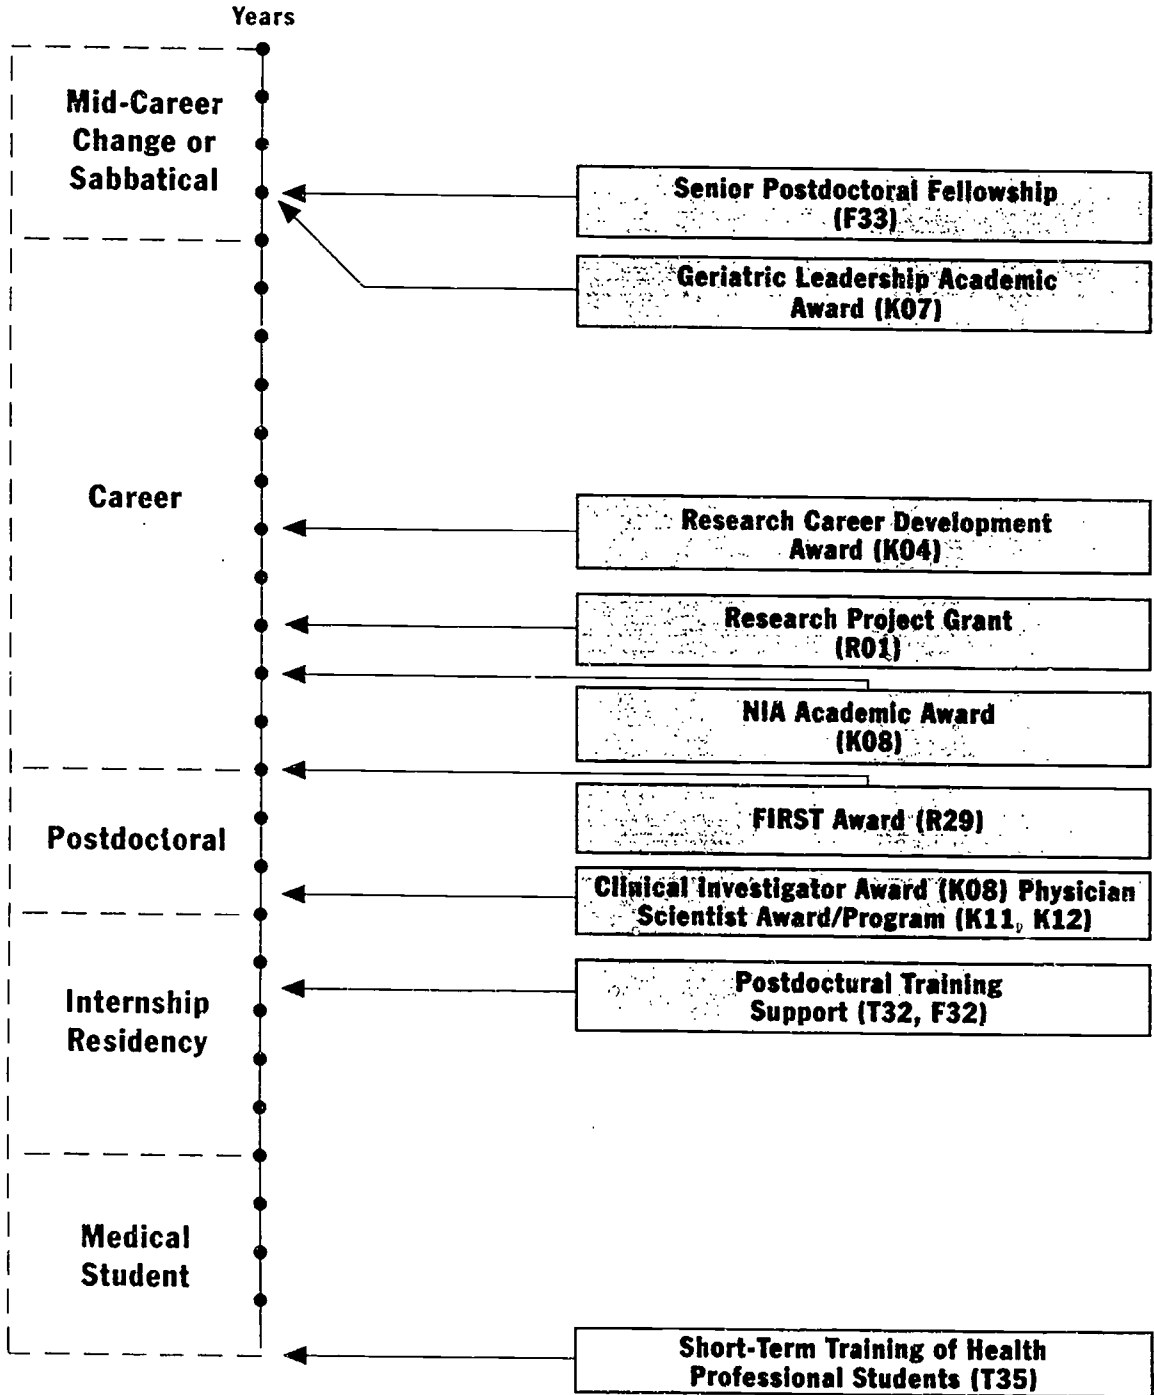 Years
Mid-Career
Change or
Sabbatical
Senior Postdoctoral Fellowship
(F33)
Geriatric Leadership Academic
Award (K07)
Career
Research Career Development
Award (K04)
Research Project Grant
(R01)
NIA Academic Award
(K08)
Postdoctoral
FIRST Award (R29)
Clinical Investigator Award (K08) Physician
Scientist Award/Program (K11, K12)
Internship
Residency
Postdoctural Training
Support (T32, F32)
Medical
Student
Short-Term Training of Health
Professional Students (T35)